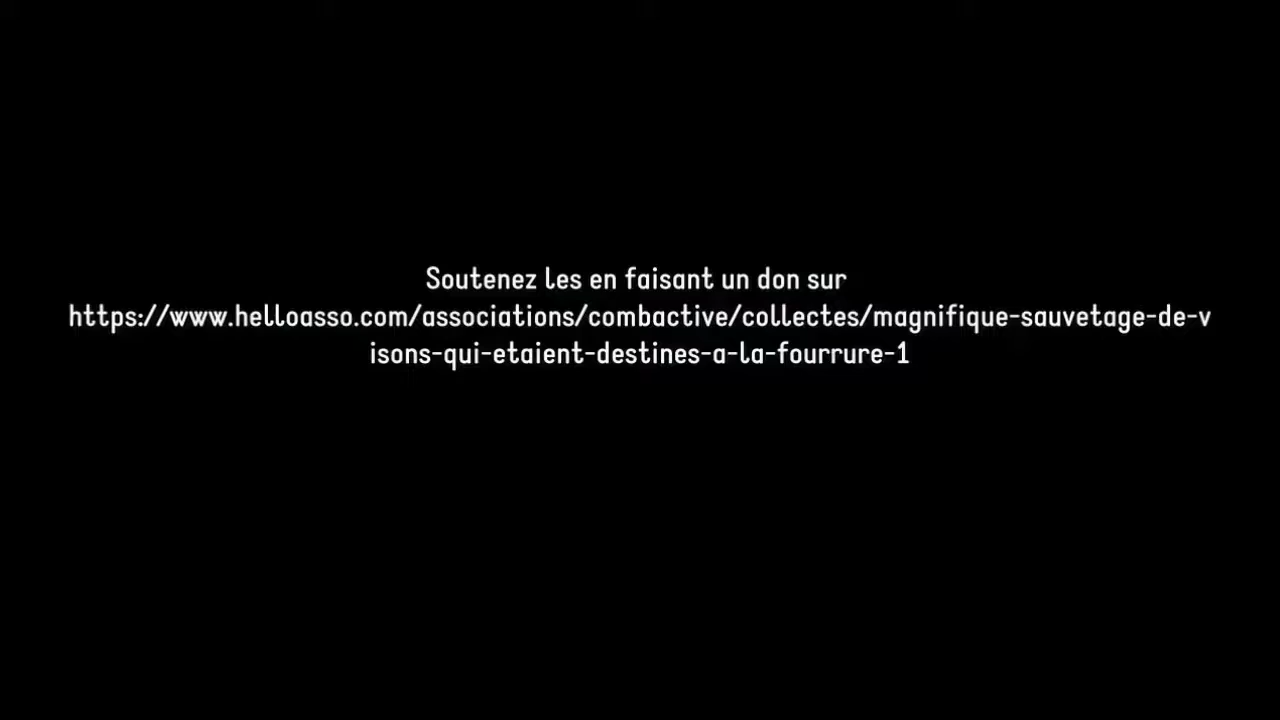 Soutenez les en faisant un don sur
https://www.helloasso.com/associations/combactive/collectes/magnifique-sauvetage-de-v
isons-qui-etaient-destines-a-la-fourrure-1